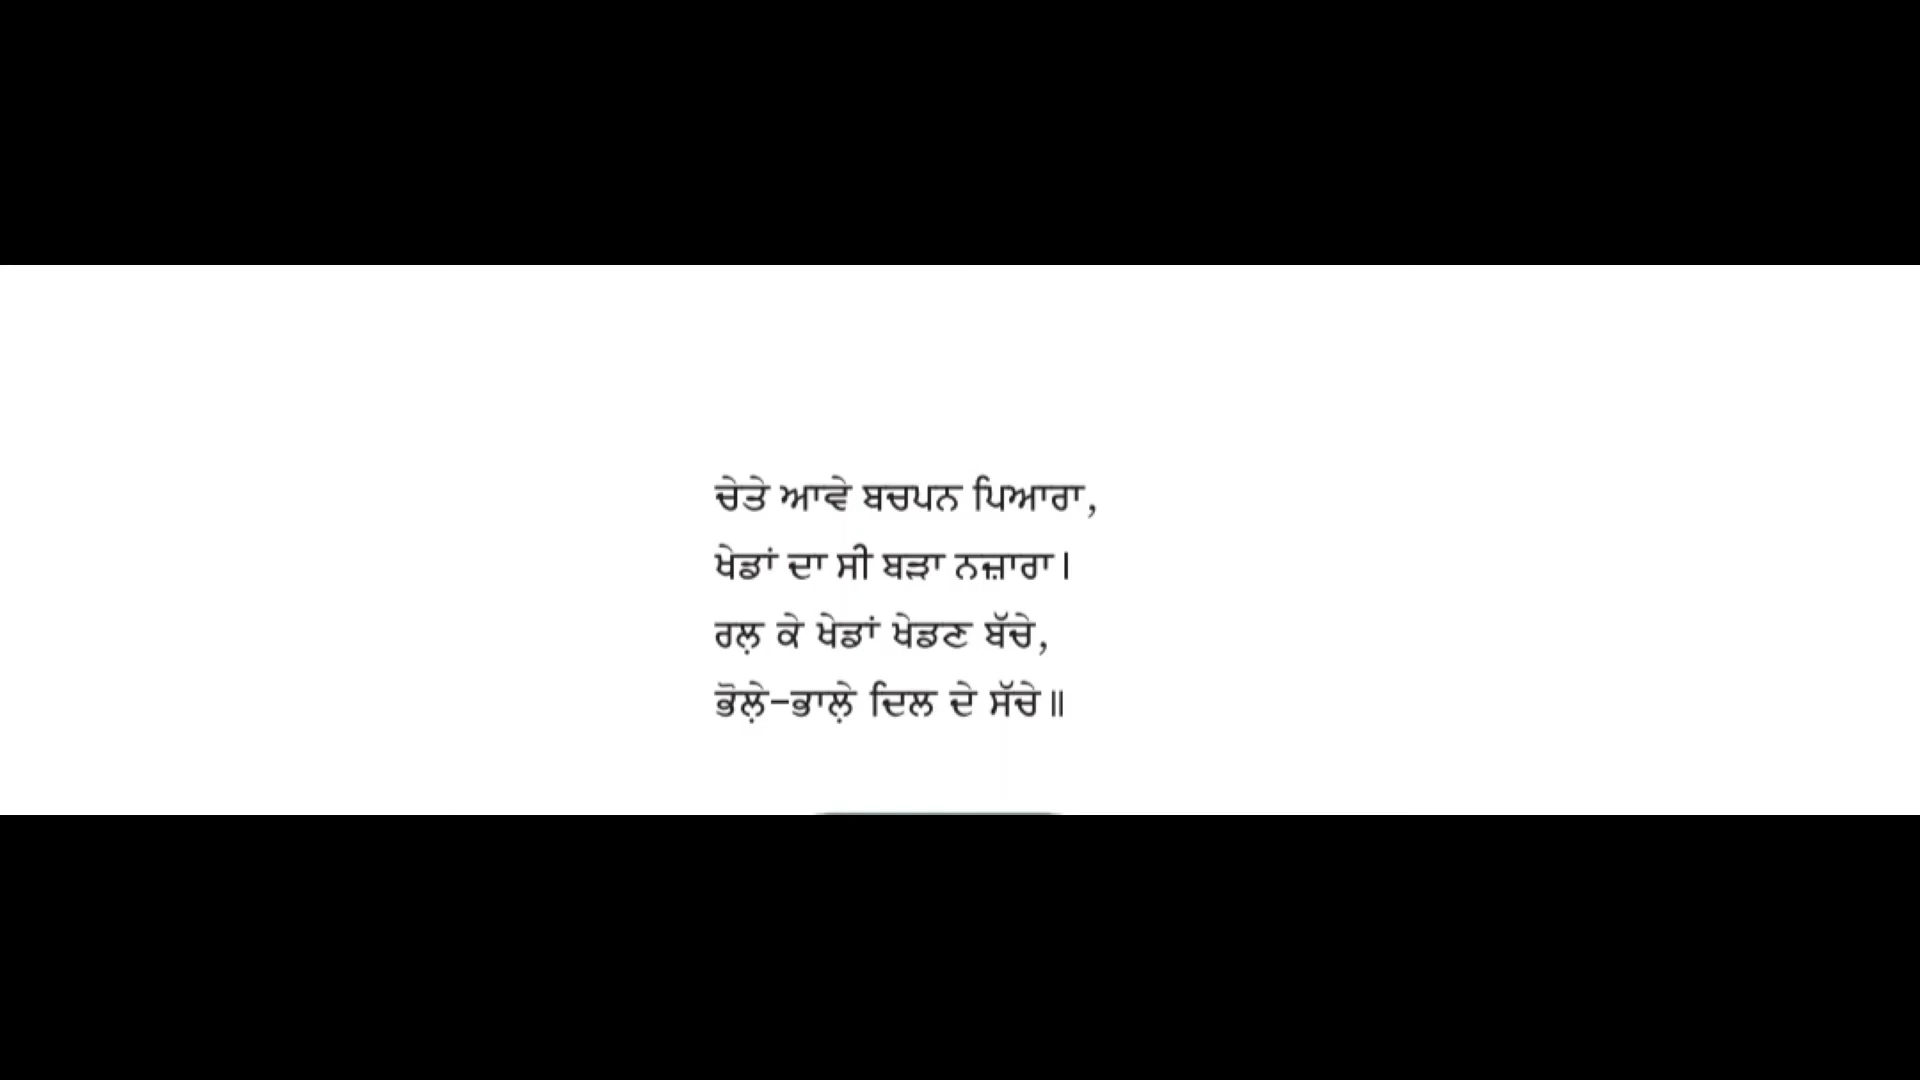 ਚੇਤੇ ਆਵੇ ਬਚਪਨ ਪਿਆਰਾ,
ਖੇਡਾਂ ਦਾ ਸੀ ਬੜਾ ਨਜ਼ਾਰਾ।
ਰਲ਼ ਕੇ ਖੇਡਾਂ ਖੇਡਣ ਬੱਚੇ,
ਭੋਲ਼ੇ-ਭਾਲ਼ੇ ਦਿਲ ਦੇ ਸੱਚੇ॥